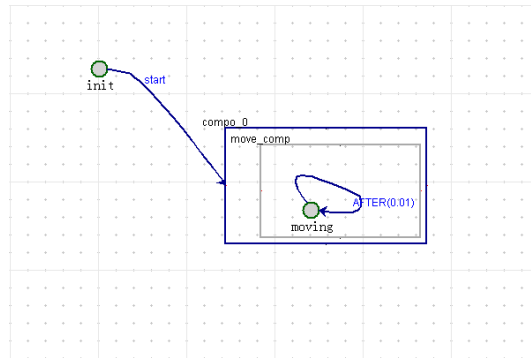 start
init
compo_0
move_comp
AFTER(0.01)
moving